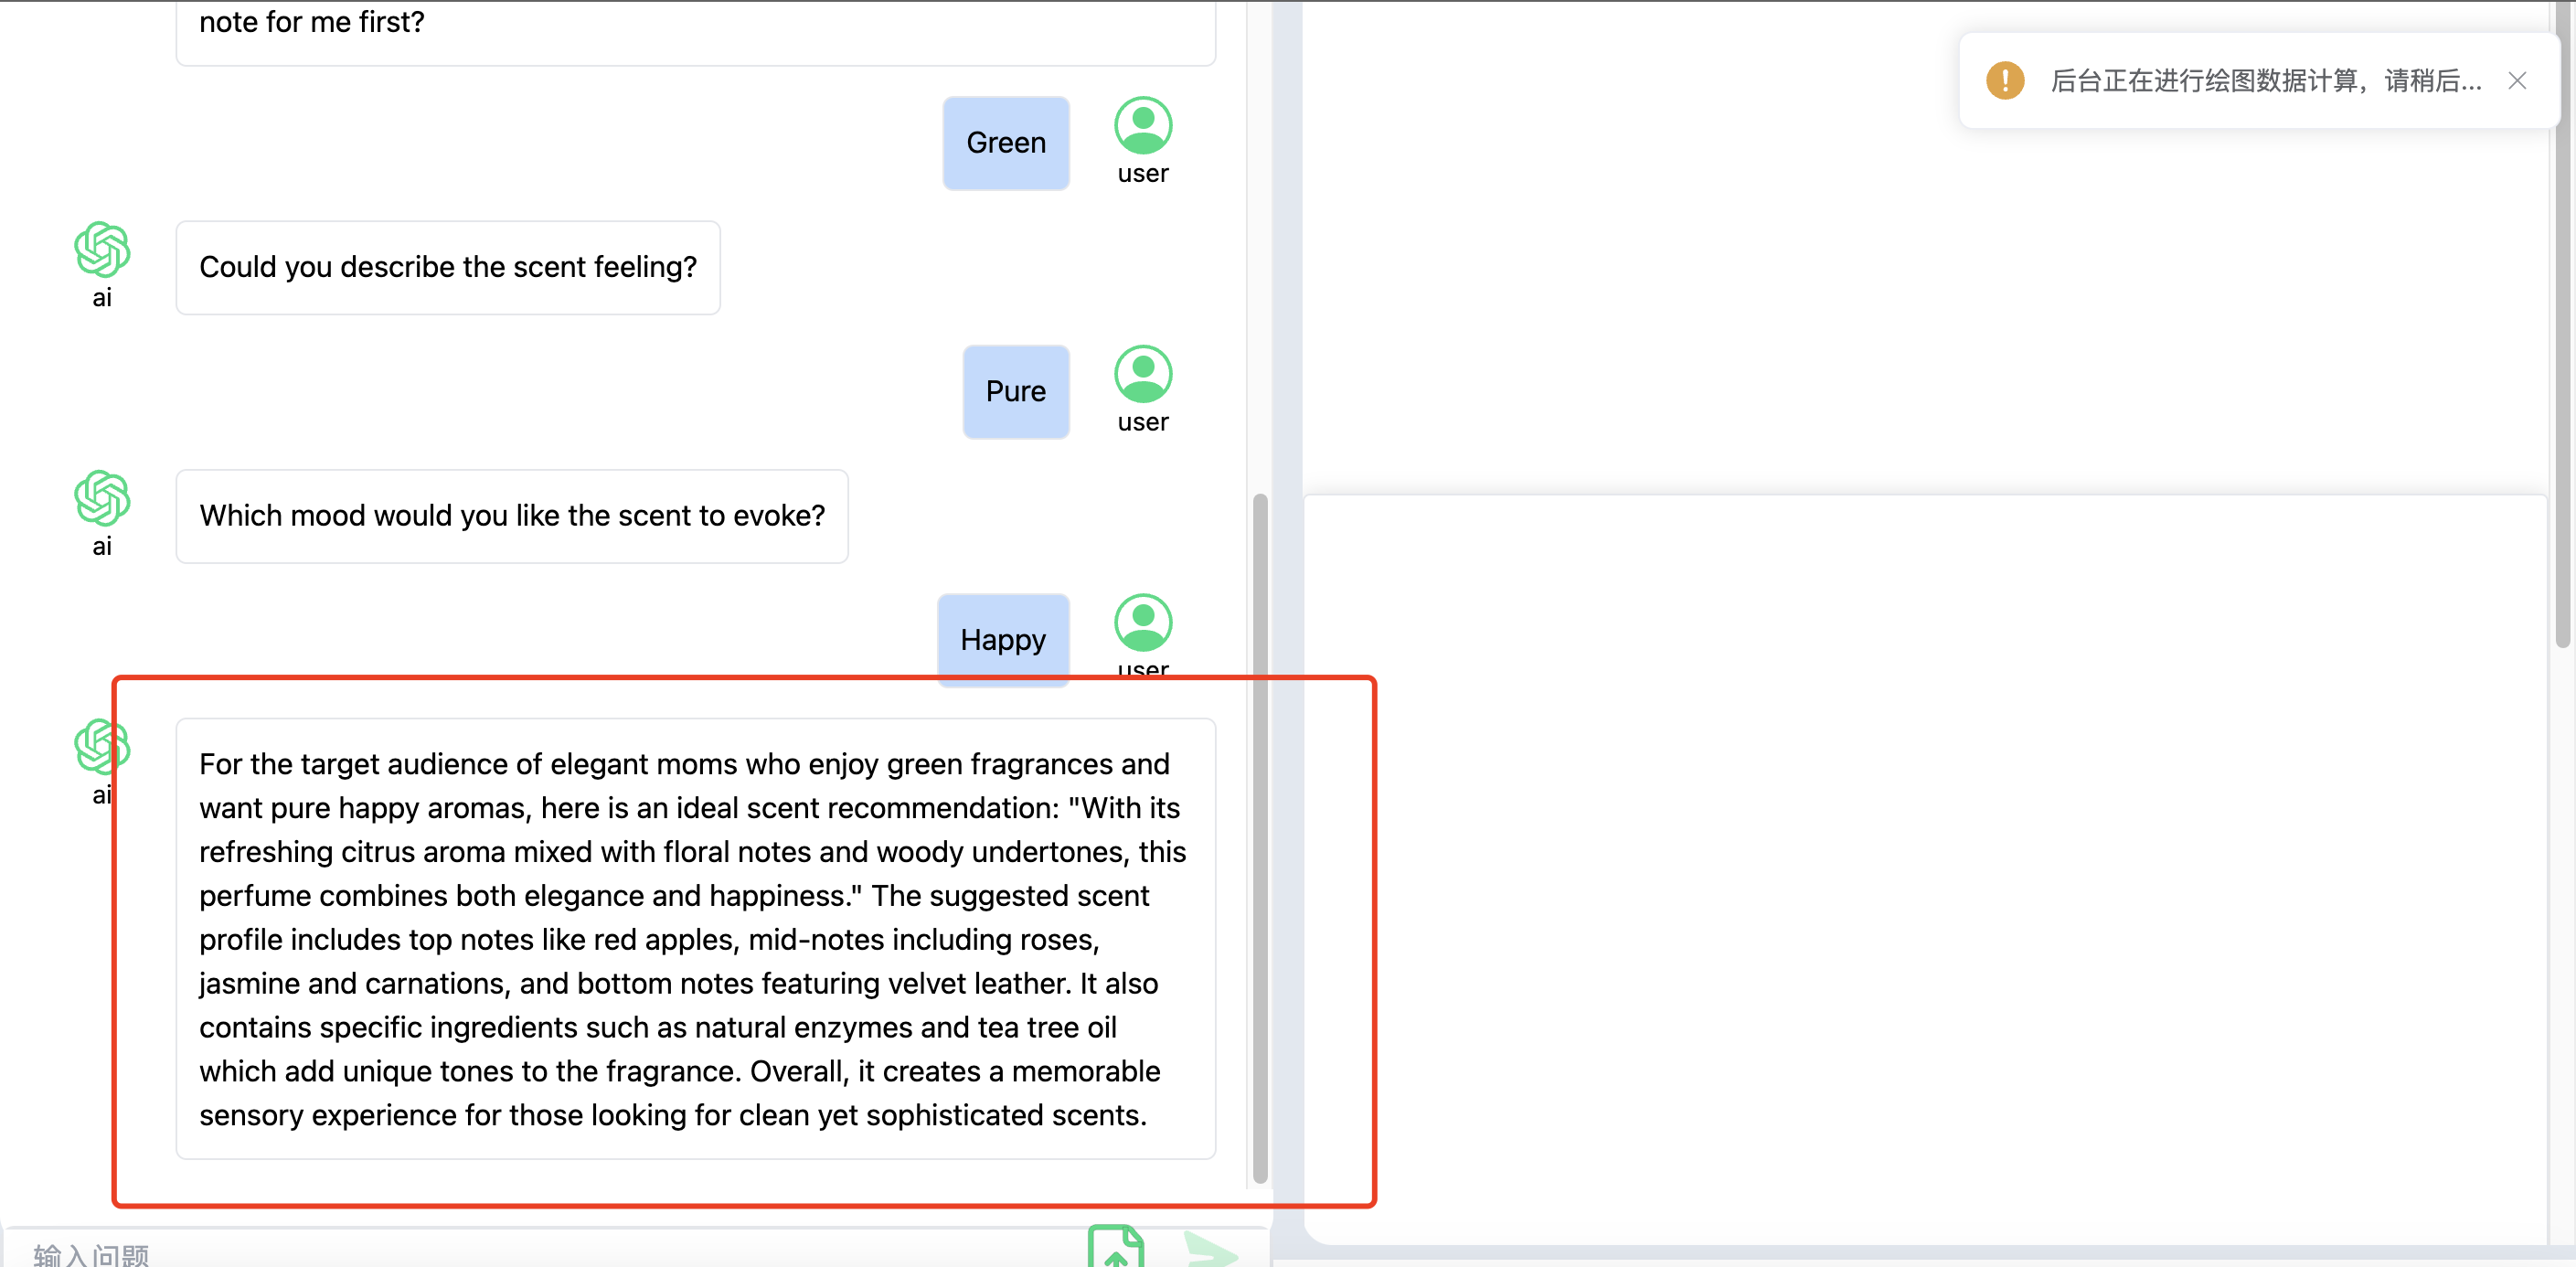 note for me first?
后台正在进行绘图数据计算，请稍后...
Green
user
Could you describe the scent feeling?
ai
Pure
user
Which mood would you like the scent to evoke?
ai
Happy
user
For the target audience of elegant moms who enjoy green fragrances and
want pure happy aromas, here is an ideal scent recommendation: "With its
refreshing citrus aroma mixed with floral notes and woody undertones, this
perfume combines both elegance and happiness." The suggested scent
profile includes top notes like red apples, mid-notes including roses,
jasmine and carnations, and bottom notes featuring velvet leather. It also
contains specific ingredients such as natural enzymes and tea tree oil
which add unique tones to the fragrance. Overall, it creates a memorable
sensory experience for those looking for clean yet sophisticated scents.
ai
输入问题